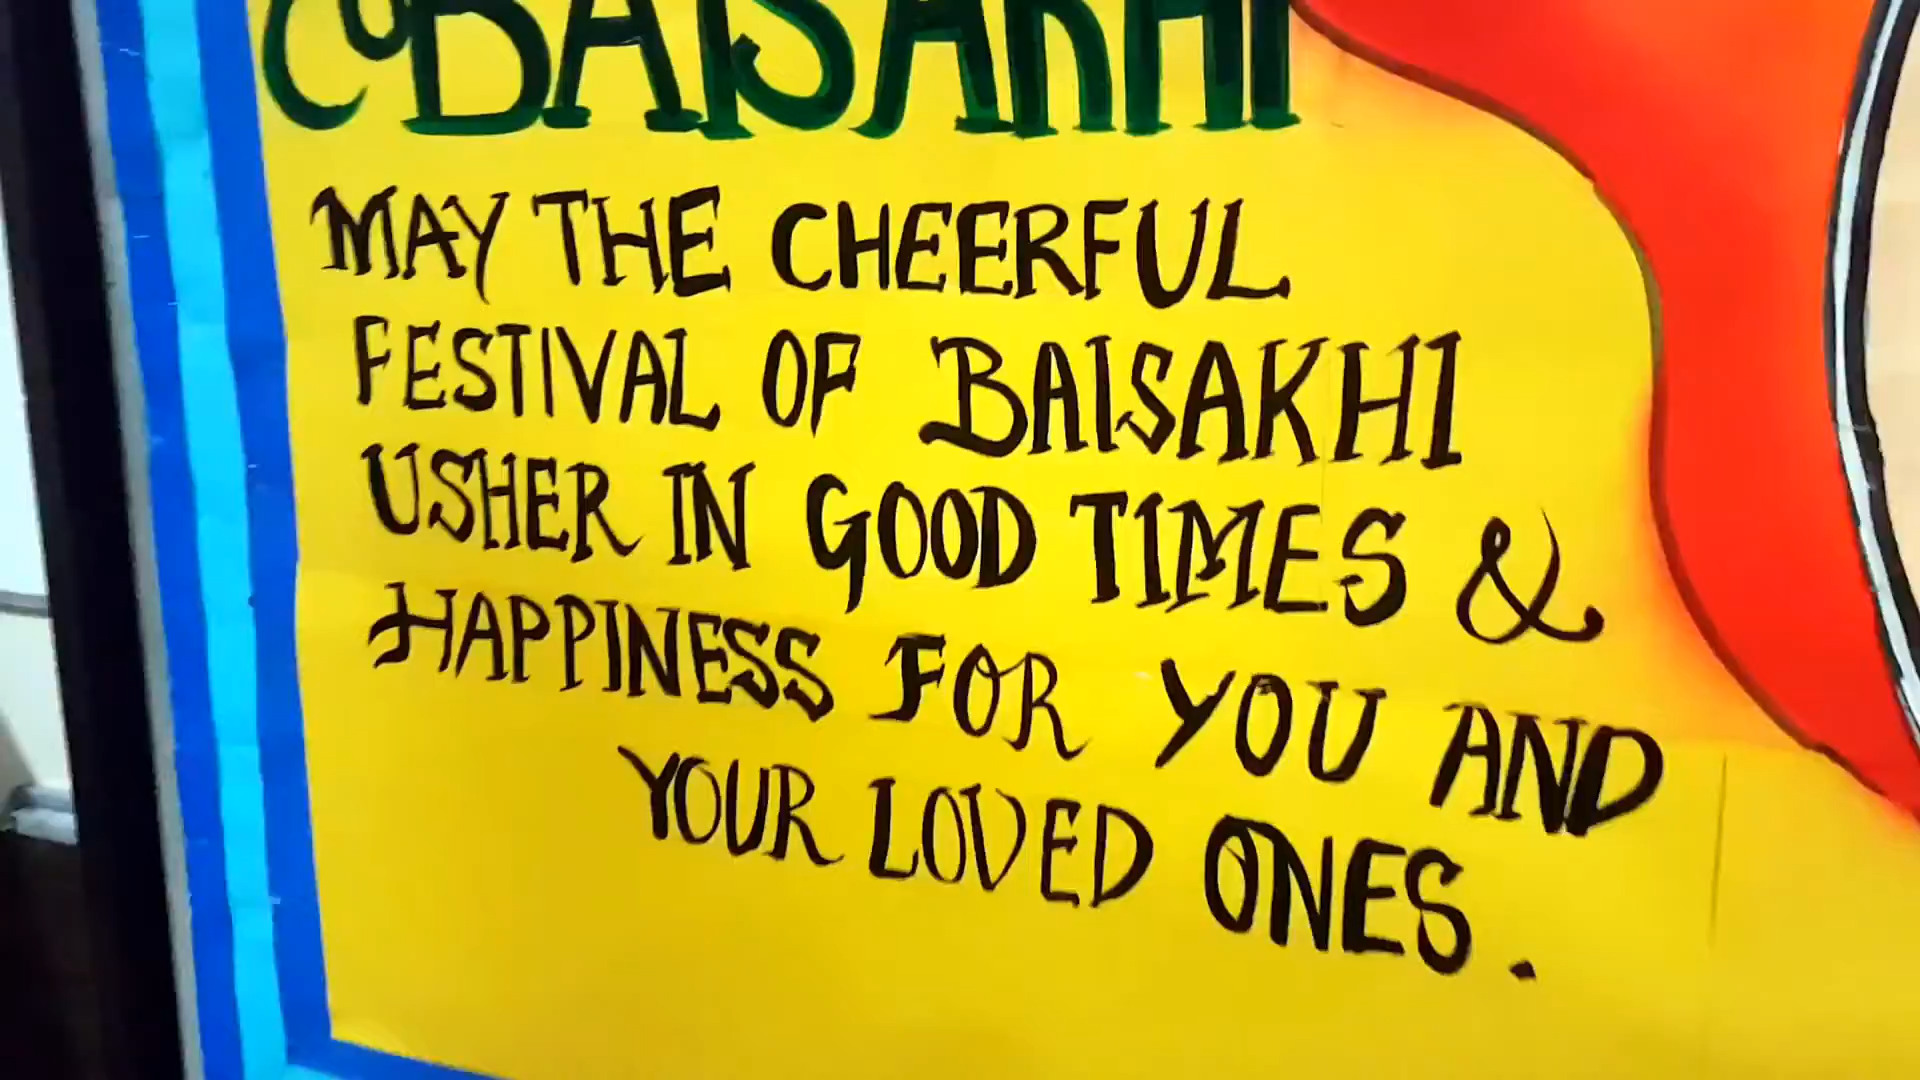 BAISAKHI
MAY THE CHEERFUL
FESTIVAL OF BAISAKHI
USHER IN GOOD TIMES &
HAPPINESS FOR YOU AND
YOUR LOVED ONES.